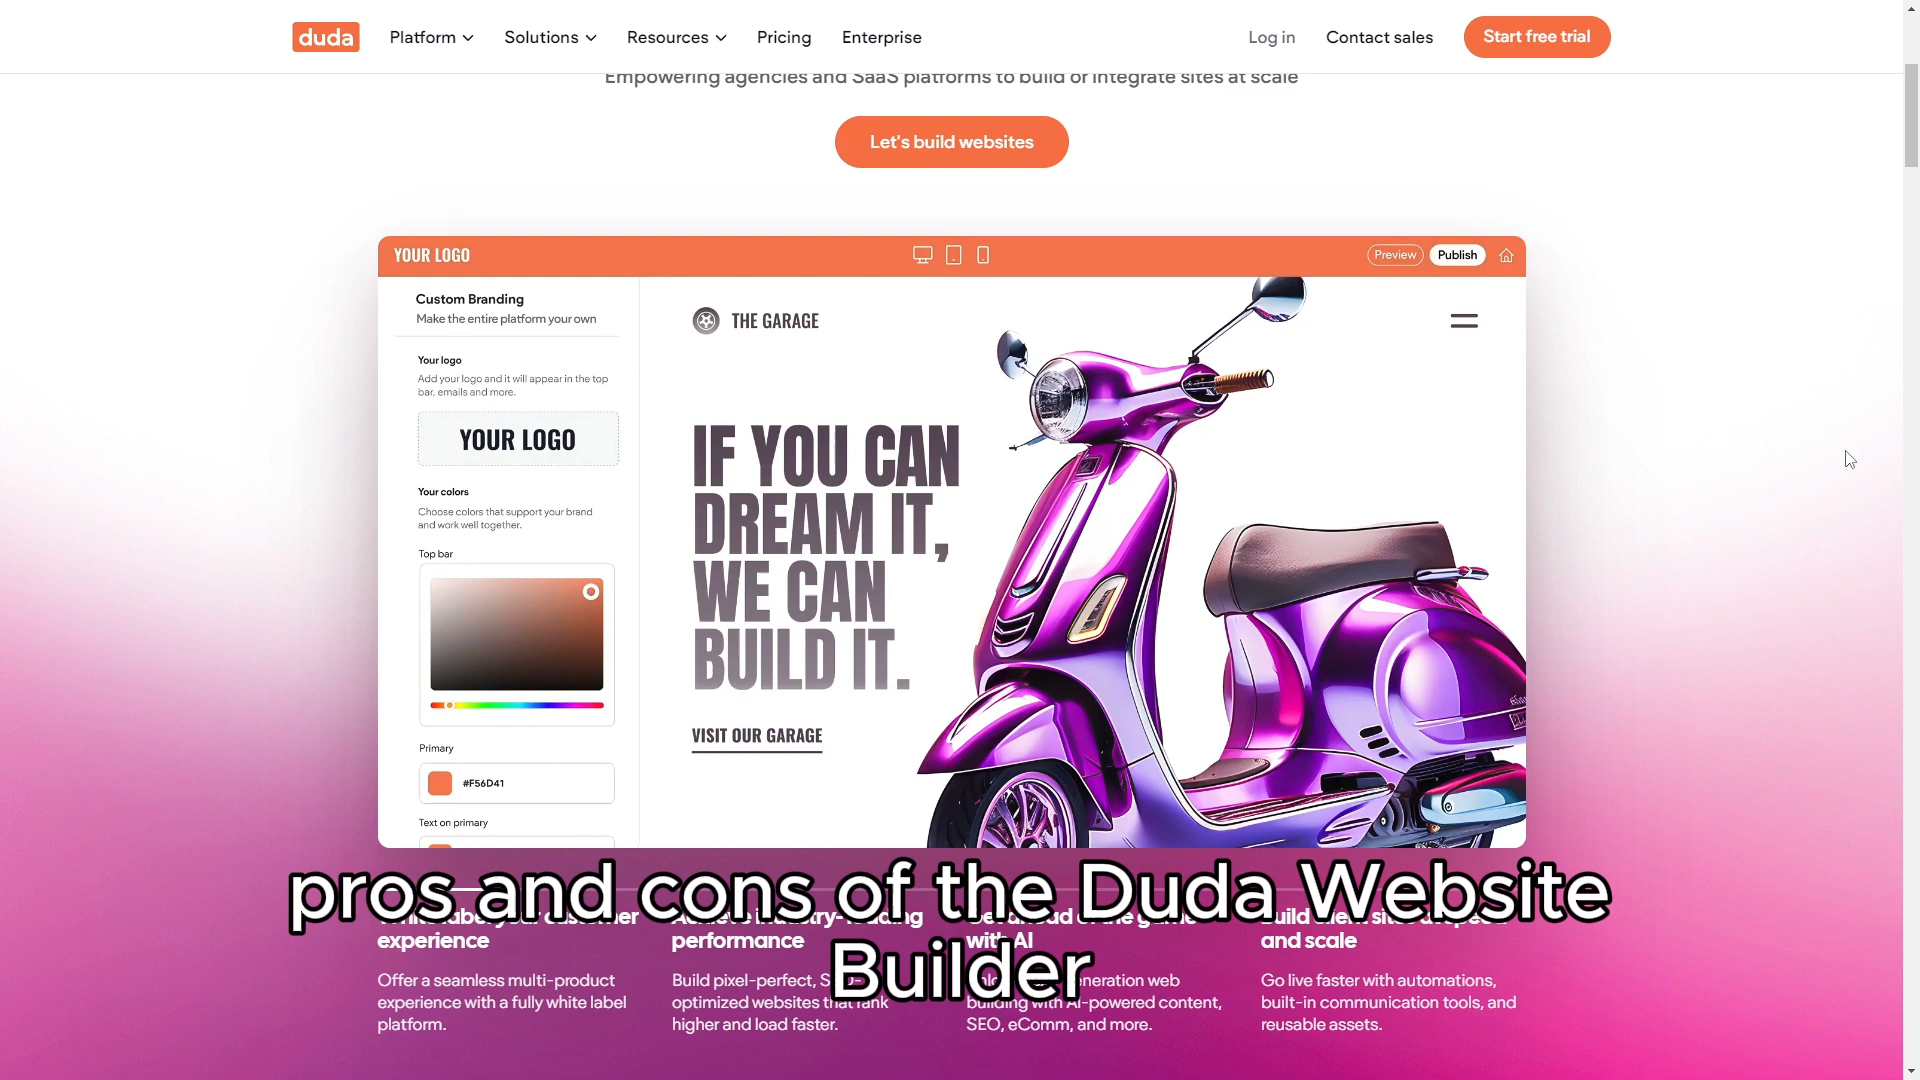 duda
Platform
Solutions
Resources
Pricing
Enterprise
Log in
Contact sales
Start free trial
Empowering agencies and SaaS platforms to build or integrate sites at scale
Let's build websites
YOUR LOGO
Preview
Publish
Custom Branding
Make the entire platform your own
Your logo
Add your logo and it will appear in the top
bar, emails and more.
YOUR LOGO
Your colors
Choose colors that support your brand
and work well together.
Top bar
Primary
#F56D41
Text on primary
THE GARAGE
IF YOU CAN
DREAM IT,
WE CAN
BUILD IT.
VISIT OUR GARAGE
pros and cons of the Duda Website
Builder
experience
Offer a seamless multi-product
experience with a fully white label
platform.
performance
Build pixel-perfect,
optimized websites that rank
higher and load faster.
with AI
web
building with AI-powered content,
SEO, eComm, and more.
and scale
Go live faster with automations,
built-in communication tools, and
reusable assets.